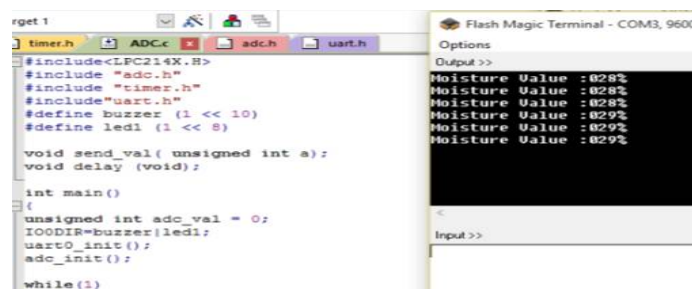 rget 1
timer.h ADC.c adc.h uart.h
#include<LPC214X.H>
#include "adc.h"
#include "timer.h"
#include"uart.h"
#define buzzer (1 << 10)
#define led1 (1 << 8)
void send_val( unsigned int a);
void delay (void);
int main()
{
unsigned int adc_val = 0;
IO0DIR=buzzer|led1;
uart0_init();
adc_init();
while(1)
Flash Magic Terminal - COM3, 960
Options
Output >>
Moisture Value :028%
Moisture Value :028%
Moisture Value :028%
Moisture Value :029%
Moisture Value :029%
Moisture Value :029%
<
Input >>